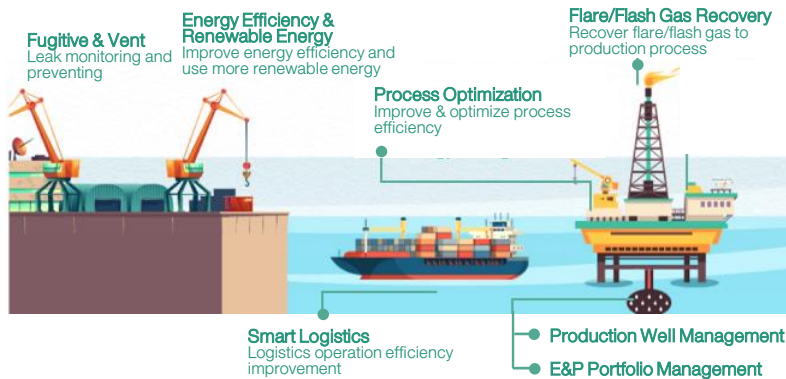 Fugitive & Vent
Leak monitoring and
preventing
Energy Efficiency &
Renewable Energy
Improve energy efficiency and
use more renewable energy
Flare/Flash Gas Recovery
Recover flare/flash gas to
production process
Process Optimization
Improve & optimize process
efficiency
Smart Logistics
Logistics operation efficiency
improvement
Production Well Management
E&P Portfolio Management